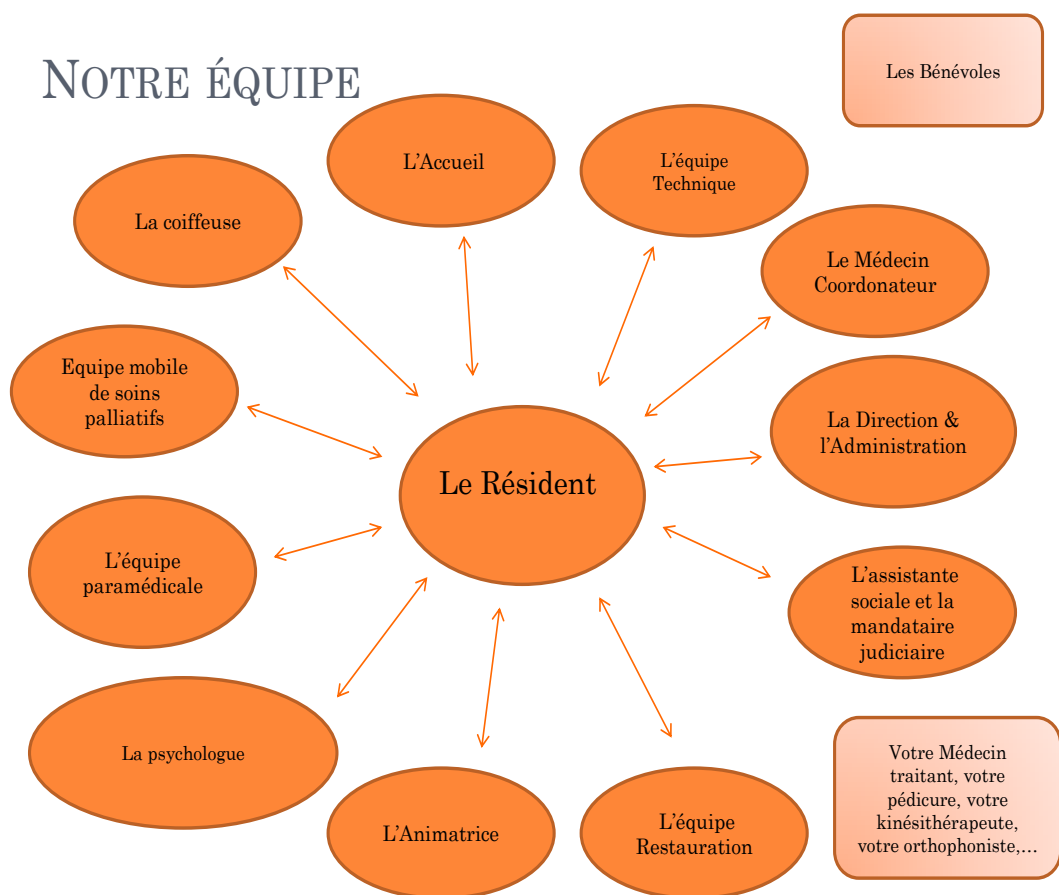 NOTRE ÉQUIPE
Les Bénévoles
L'Accueil
L'équipe
Technique
La coiffeuse
Le Médecin
Coordonateur
Equipe mobile
de soins
palliatifs
La Direction &
l'Administration
Le Résident
L'équipe
paramédicale
L'assistante
sociale et la
mandataire
judiciaire
La psychologue
Votre Médecin
traitant, votre
pédicure, votre
kinésithérapeute,
votre orthophoniste,…
L'Animatrice
L'équipe
Restauration